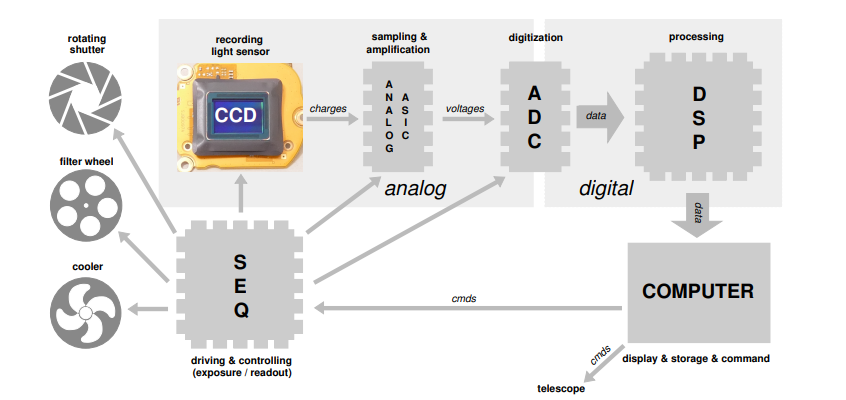 rotating
shutter
recording
light sensor
sampling &
amplification
digitization
processing
CCD
charges
ANALOG
ASIC
voltages
ADC
data
DSP
filter wheel
analog
digital
data
cooler
SEQ
cmds
COMPUTER
driving & controlling
(exposure / readout)
cmds
display & storage & command
telescope